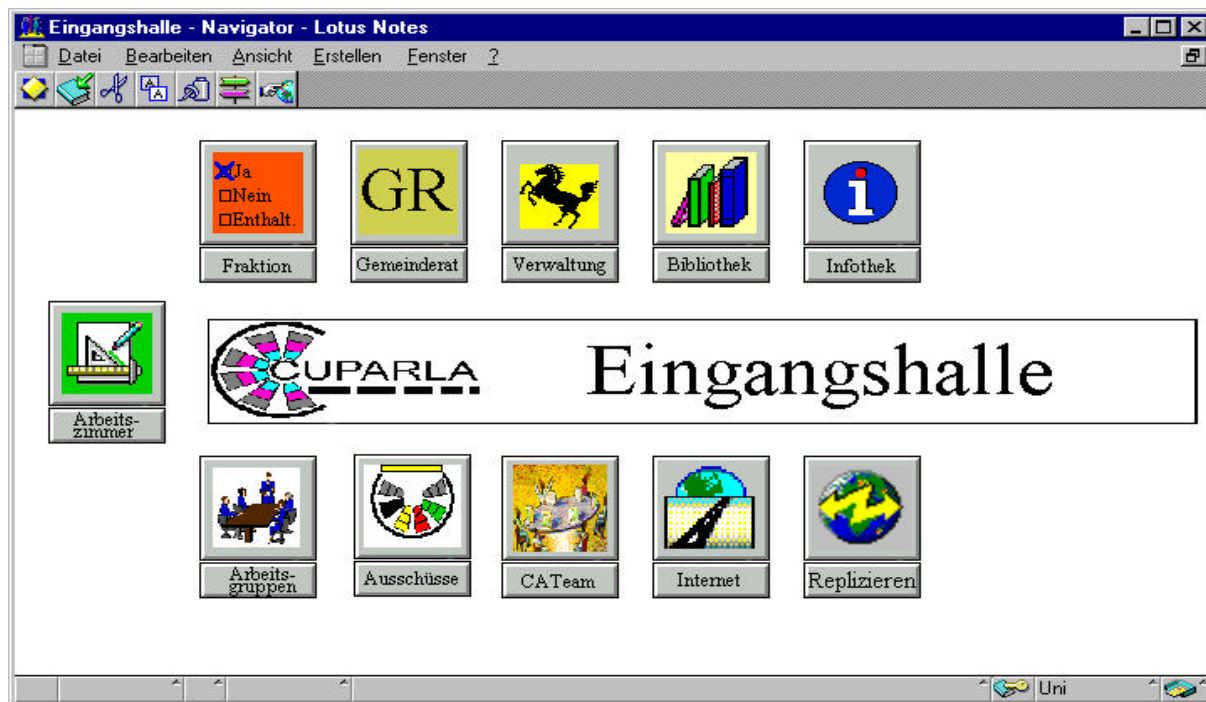 Eingangshalle - Navigator - Lotus Notes
Datei Bearbeiten Ansicht Erstellen Fenster ?
Ja
Nein
Enthalt.
GR
Fraktion
Gemeinderat
Verwaltung
Bibliothek
Infothek
Arbeits-
zimmer
CUPARLA
Eingangshalle
Arbeits-
gruppen
Ausschüsse
CATeam
Internet
Replizieren
Uni